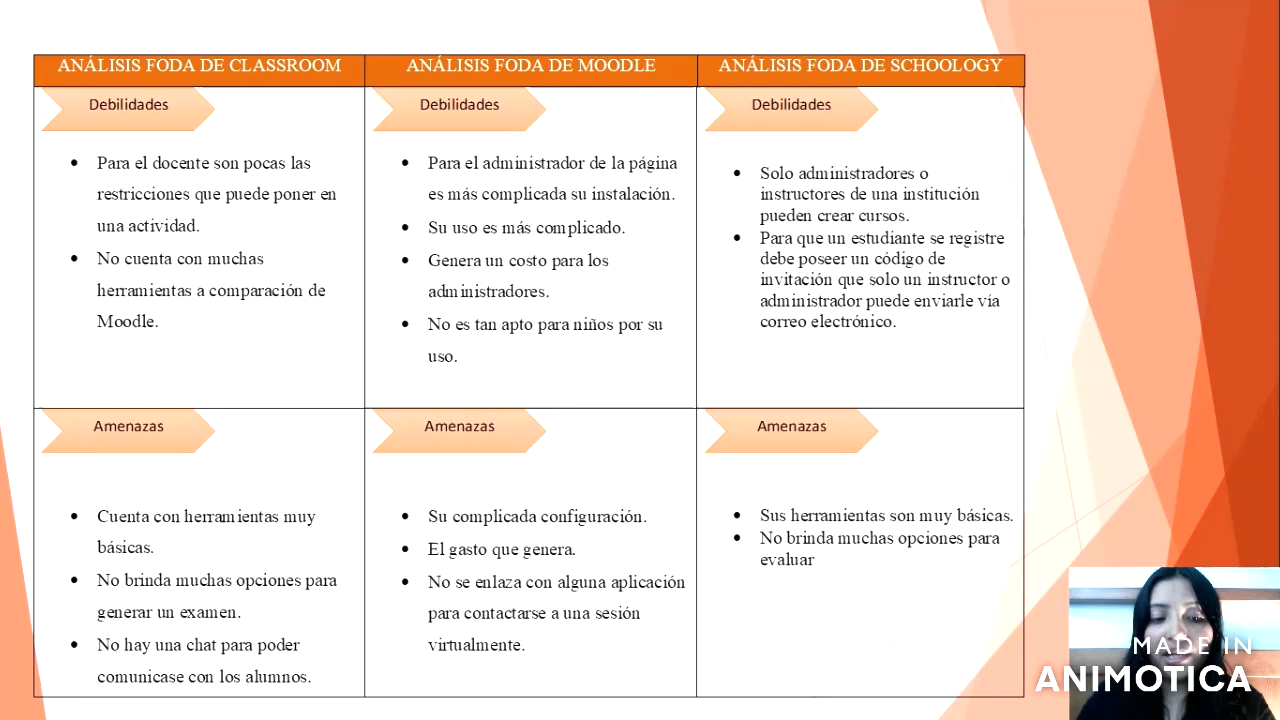 ANÁLISIS FODA DE CLASSROOM
ANÁLISIS FODA DE MOODLE
ANÁLISIS FODA DE SCHOOLOGY
Debilidades
Para el docente son pocas las
restricciones que puede poner en
una actividad.
No cuenta con muchas
herramientas a comparación de
Moodle.
Debilidades
Para el administrador de la página
es más complicada su instalación.
Su uso es más complicado.
Genera un costo para los
administradores.
No es tan apto para niños por su
uso.
Debilidades
Solo administradores o
instructores de una institución
pueden crear cursos.
Para que un estudiante se registre
debe poseer un código de
invitación que solo un instructor o
administrador puede enviarle vía
correo electrónico.
Amenazas
Cuenta con herramientas muy
básicas.
No brinda muchas opciones para
generar un examen.
No hay una chat para poder
comunicase con los alumnos.
Amenazas
Su complicada configuración.
El gasto que genera.
No se enlaza con alguna aplicación
para contactarse a una sesión
virtualmente.
Amenazas
Sus herramientas son muy básicas.
No brinda muchas opciones para
evaluar
MADE IN
ANIMOTICA